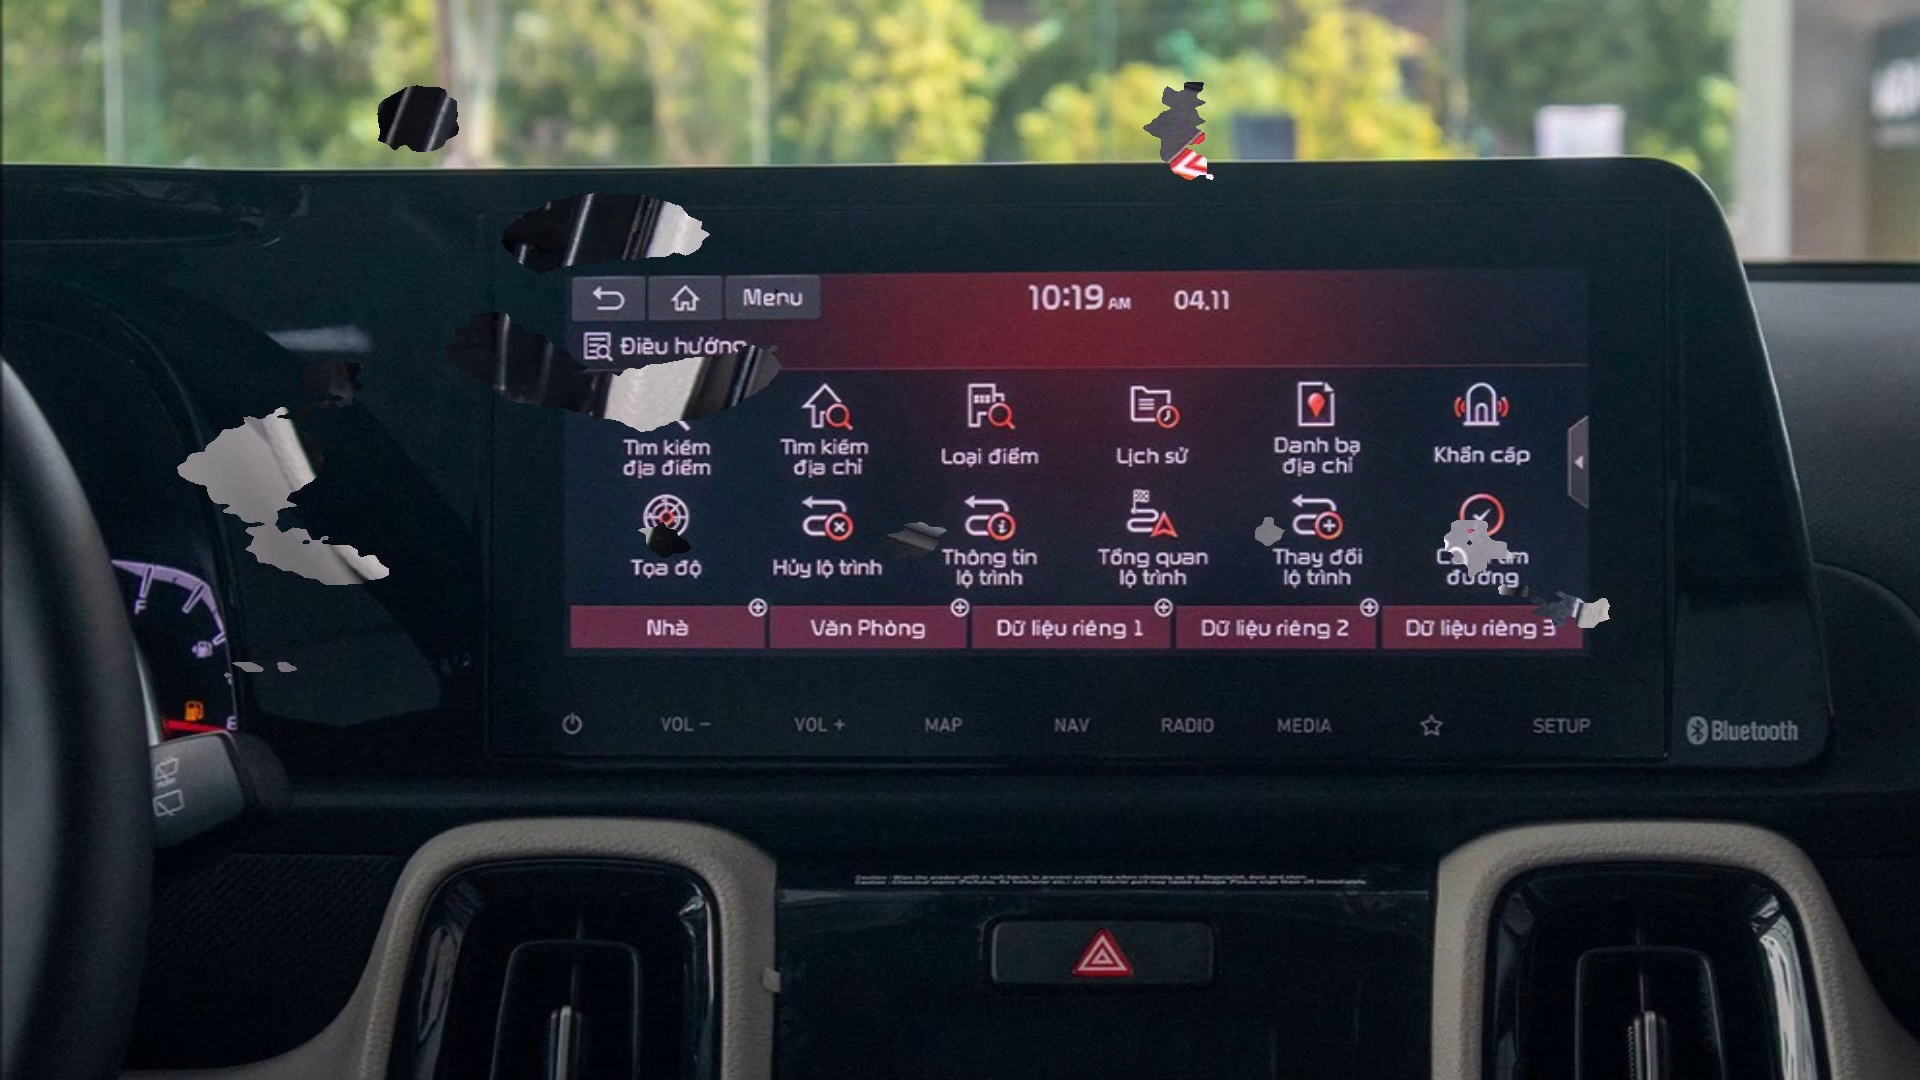 Menu
10:19 AM 04.11
Điều hướng
Tìm kiếm
địa điểm
Tìm kiếm
địa chỉ
Loại điểm
Lịch sử
Danh bạ
địa chỉ
Khẩn cấp
Tọa độ
Hủy lộ trình
Thông tin
lộ trình
Tổng quan
lộ trình
Thay đổi
lộ trình
đường
Nhà
Văn Phòng
Dữ liệu riêng 1
Dữ liệu riêng 2
Dữ liệu riêng 3
VOL -
VOL +
MAP
NAV
RADIO
MEDIA
SETUP
Bluetooth
F
E